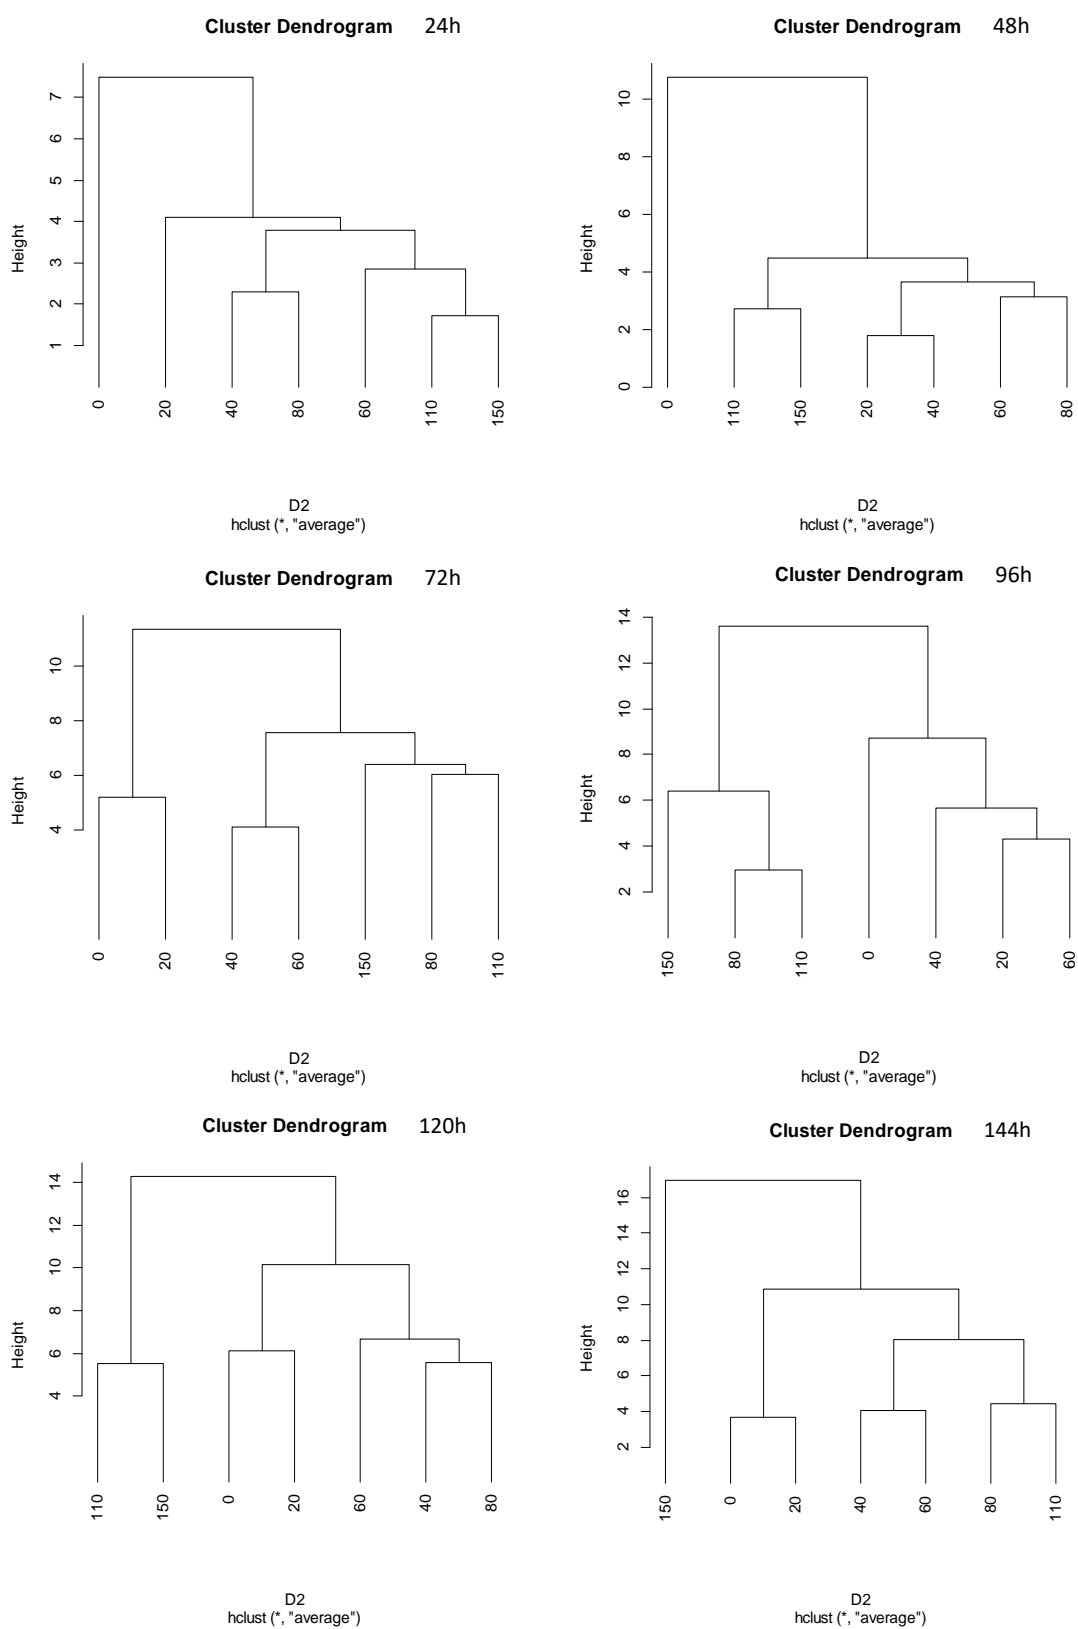 Cluster Dendrogram 24h
Height
7
6
5
4
3
2
1
0 20 40 80 60 110 150
D2
hclust (*, "average")
Cluster Dendrogram 48h
Height
10
8
6
4
2
0
0 110 150 20 40 60 80
D2
hclust (*, "average")
Cluster Dendrogram 72h
Height
10
8
6
4
0 20 40 60 150 80 110
D2
hclust (*, "average")
Cluster Dendrogram 96h
Height
14
12
10
8
6
4
2
150 80 110 0 40 20 60
D2
hclust (*, "average")
Cluster Dendrogram 120h
Height
14
12
10
8
6
4
110 150 0 20 60 40 80
D2
hclust (*, "average")
Cluster Dendrogram 144h
Height
16
14
12
10
8
6
4
2
150 0 20 40 60 80 110
D2
hclust (*, "average")